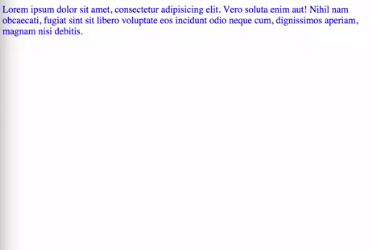 Lorem ipsum dolor sit amet, consectetur adipisicing elit. Vero soluta enim aut! Nihil nam
obcaecati, fugiat sint sit libero voluptate eos incidunt odio neque cum, dignissimos aperiam,
magnam nisi debitis.